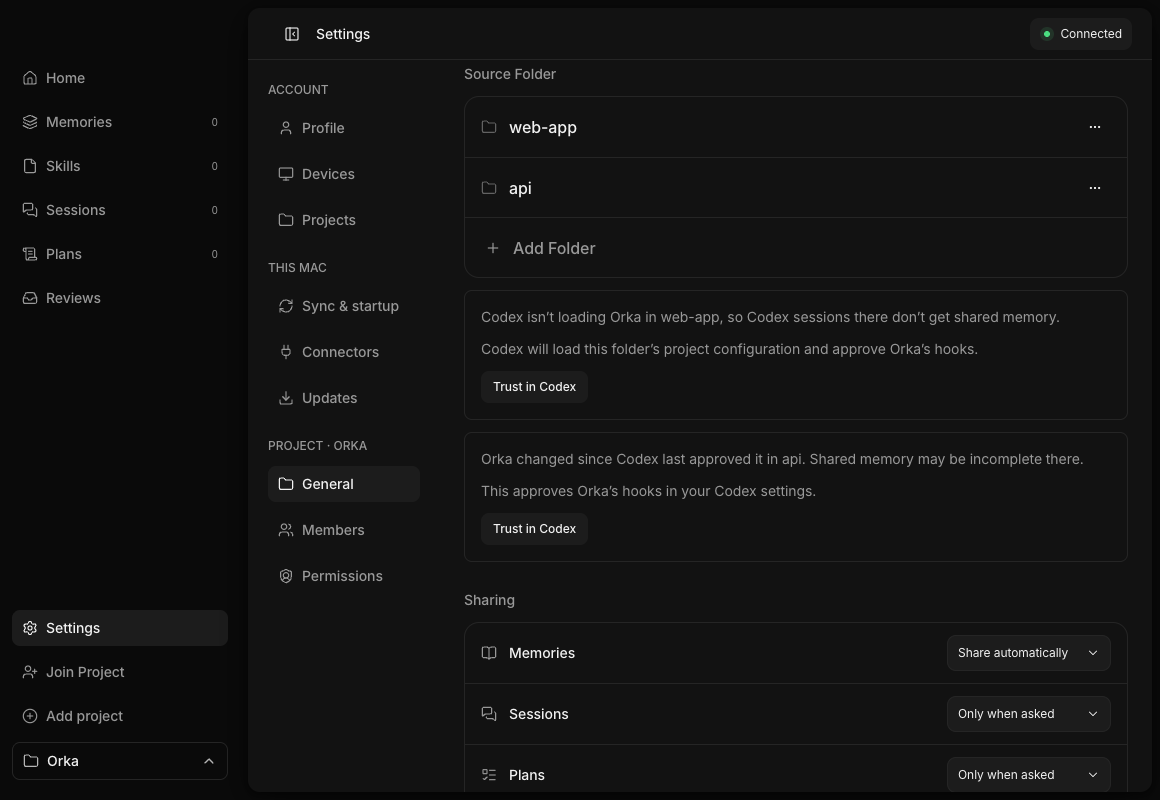 Settings
Connected
Home
Memories 0
Skills 0
Sessions 0
Plans 0
Reviews
Settings
Join Project
Add project
Orka
ACCOUNT
Profile
Devices
Projects
THIS MAC
Sync & startup
Connectors
Updates
PROJECT · ORKA
General
Members
Permissions
Source Folder
web-app
api
Add Folder
Codex isn’t loading Orka in web-app, so Codex sessions there don’t get shared memory.
Codex will load this folder’s project configuration and approve Orka’s hooks.
Trust in Codex
Orka changed since Codex last approved it in api. Shared memory may be incomplete there.
This approves Orka’s hooks in your Codex settings.
Trust in Codex
Sharing
Memories Share automatically
Sessions Only when asked
Plans Only when asked